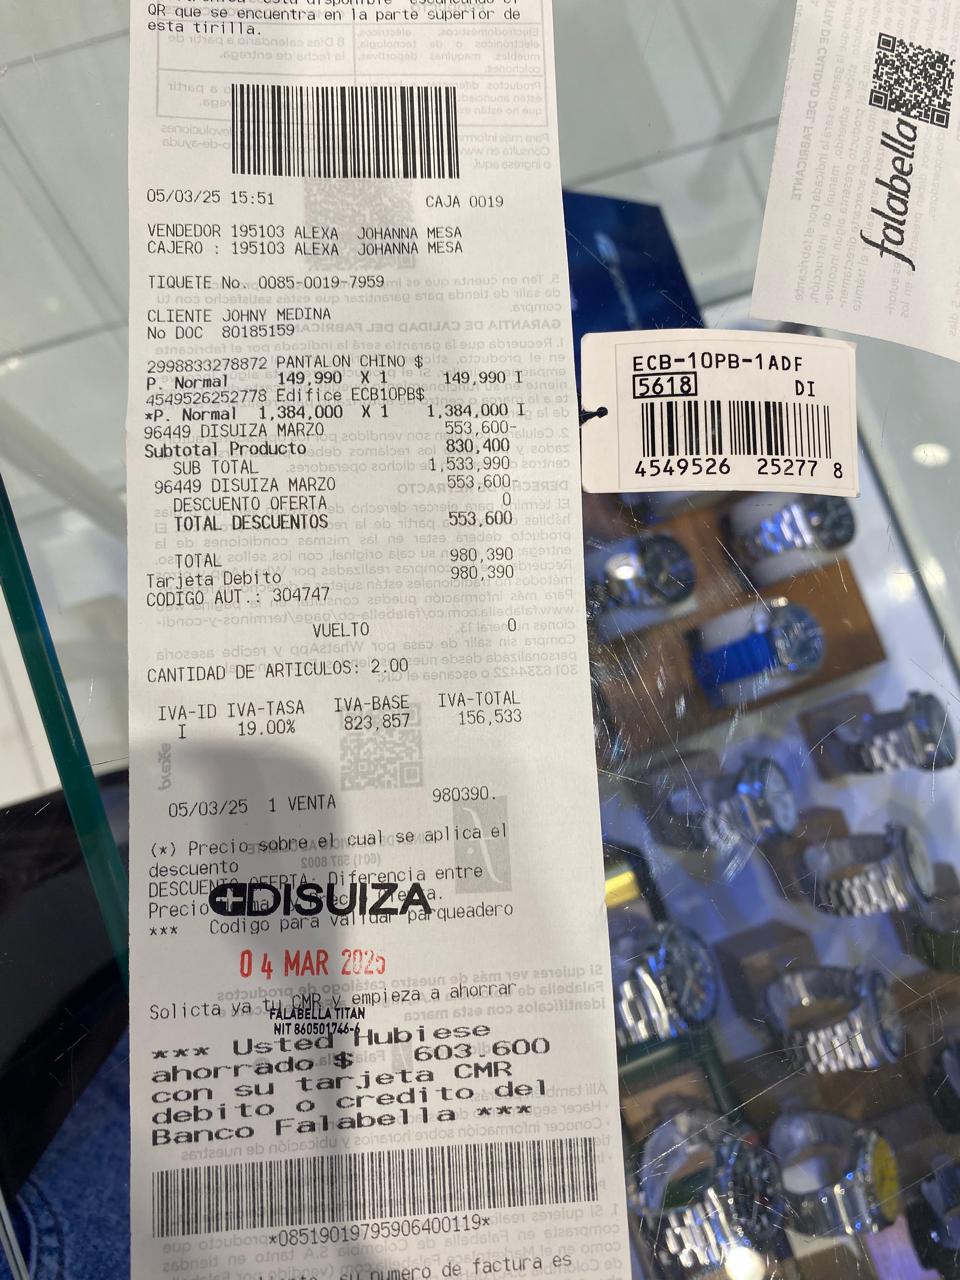 QR que se encuentra en la parte superior de
esta tirilla.
05/03/25 15:51 CAJA 0019
VENDEDOR 195103 ALEXA JOHANNA MESA
CAJERO : 195103 ALEXA JOHANNA MESA
TIQUETE No. 0085-0019-7959
CLIENTE JOHNY MEDINA
No DOC 80185159
2998833278872 PANTALON CHINO $
P. Normal 149,990 X 1 149,990 I
4549526252778 Edifice ECB10PB$
*P. Normal 1,384,000 X 1 1,384,000 I
96449 DISUIZA MARZO 553,600-
Subtotal Producto 830,400
SUB TOTAL 1,533,990
96449 DISUIZA MARZO 553,600-
DESCUENTO OFERTA 0
TOTAL DESCUENTOS 553,600
TOTAL 980,390
Tarjeta Debito 980,390
CODIGO AUT.: 304747
VUELTO 0
CANTIDAD DE ARTICULOS: 2.00
IVA-ID IVA-TASA IVA-BASE IVA-TOTAL
I 19.00% 823,857 156,533
05/03/25 1 VENTA 980390.
(*) Precio sobre el cual se aplica el
descuento
DESCUENTO OFERTA: Diferencia entre
Precio
DISUIZA
*** Codigo para validar parqueadero
04 MAR 2025
Solicta ya tu CMR y empieza a ahorrar
FALABELLA TITAN
NIT 860501746-6
*** Usted Hubiese
ahorrado $ 603.600
con su tarjeta CMR
debito o credito del
Banco Falabella ***
*08519019795906400119*
su numero de factura es
ECB-10PB-1ADF
5618 DI
4549526 25277 8
falabella